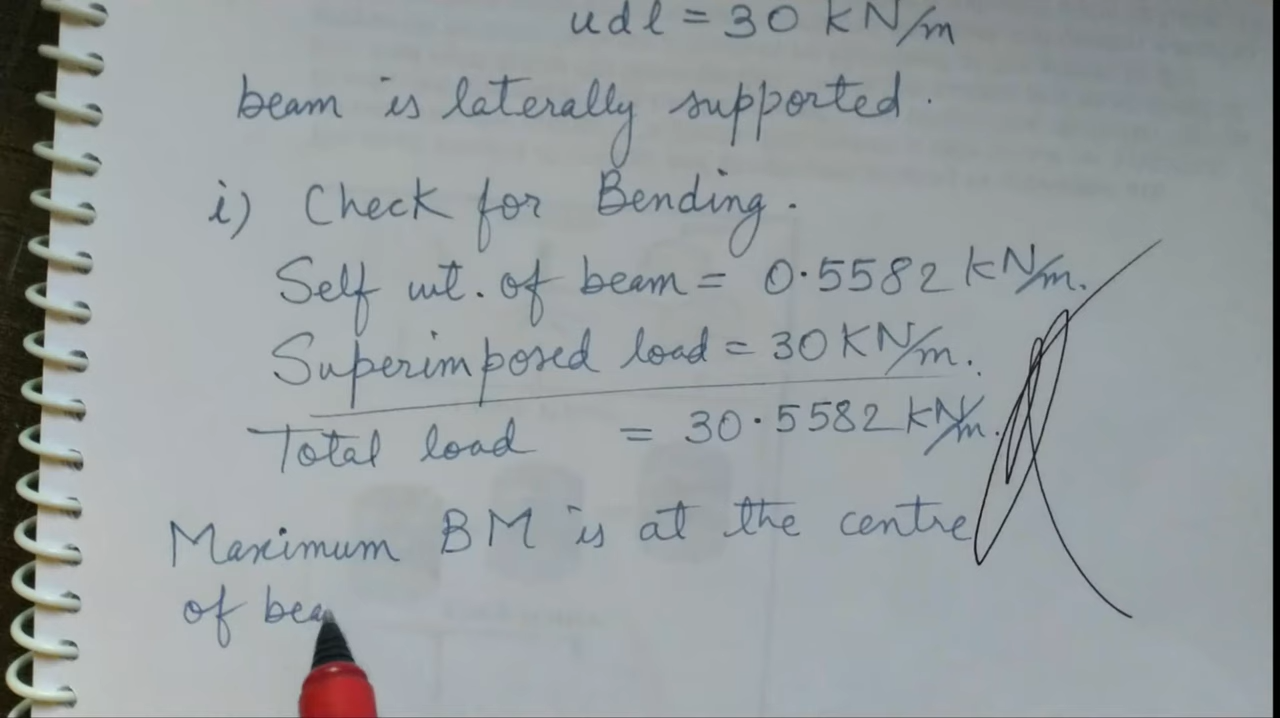 udl = 30 KN/m
beam is laterally supported.
i) Check for Bending.
Self wt. of beam = 0.5582 kN/m.
Superimposed load = 30 KN/m.
Total load = 30.5582 kN/m.
Maximum BM is at the centre
of bea